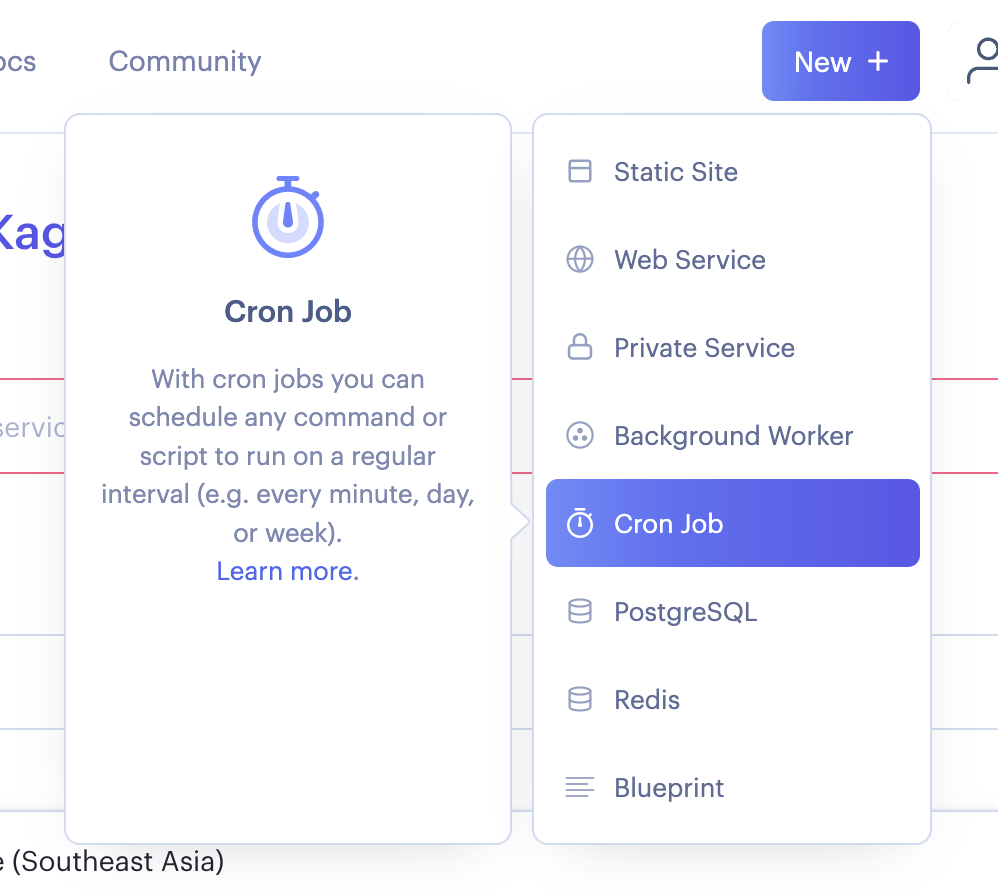 ocs
Community
New +
Kag
Cron Job
With cron jobs you can
schedule any command or
script to run on a regular
interval (e.g. every minute, day,
or week).
Learn more.
Static Site
Web Service
Private Service
Background Worker
Cron Job
PostgreSQL
Redis
Blueprint
servic
e (Southeast Asia)